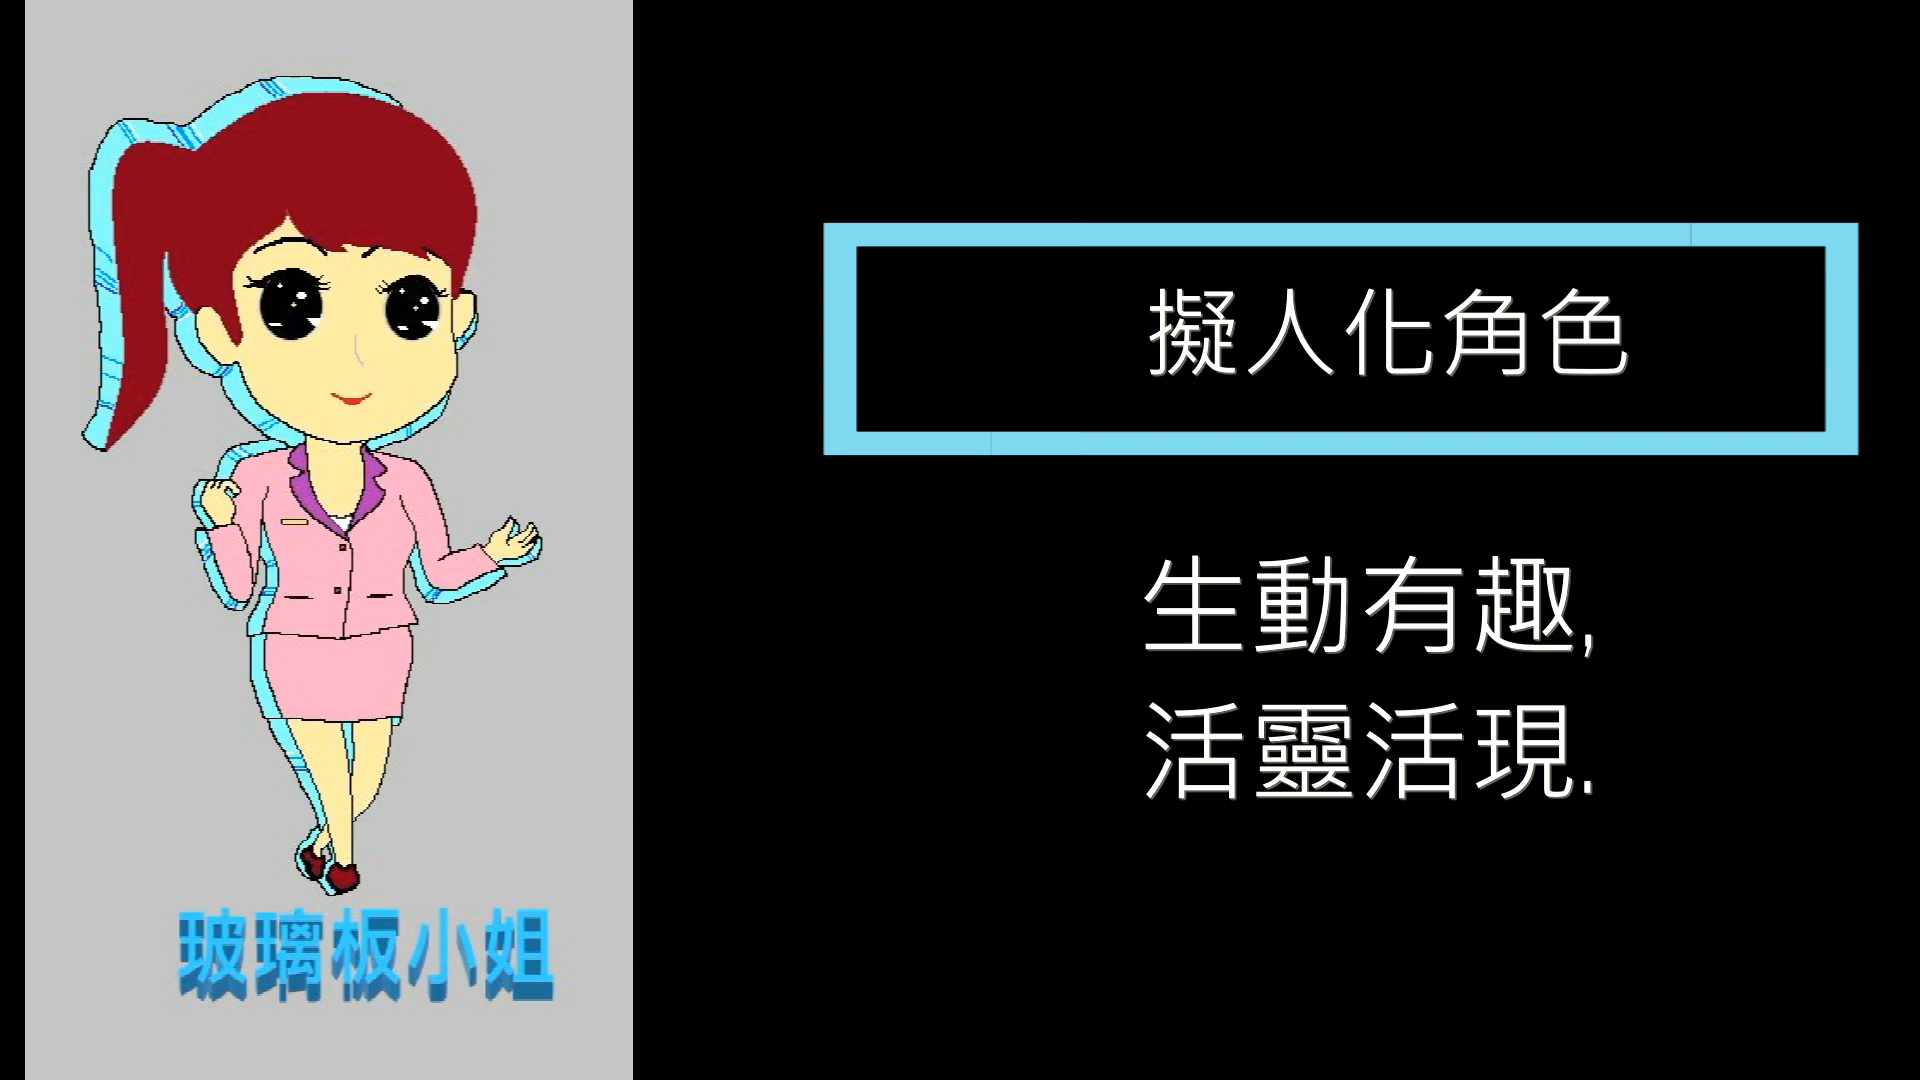 擬人化角色
生動有趣,
活靈活現.
玻璃板小姐